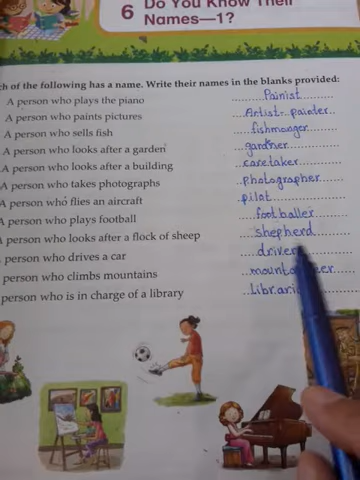 6 Do You Know Their
Names—1?
ch of the following has a name. Write their names in the blanks provided:
A person who plays the piano Painist
A person who paints pictures Artist-painter
A person who sells fish fishmonger
A person who looks after a garden gardner
A person who looks after a building caretaker
A person who takes photographs photographer
A person who flies an aircraft pilot
A person who plays football footballer
A person who looks after a flock of sheep shepherd
person who drives a car driver
person who climbs mountains
person who is in charge of a library